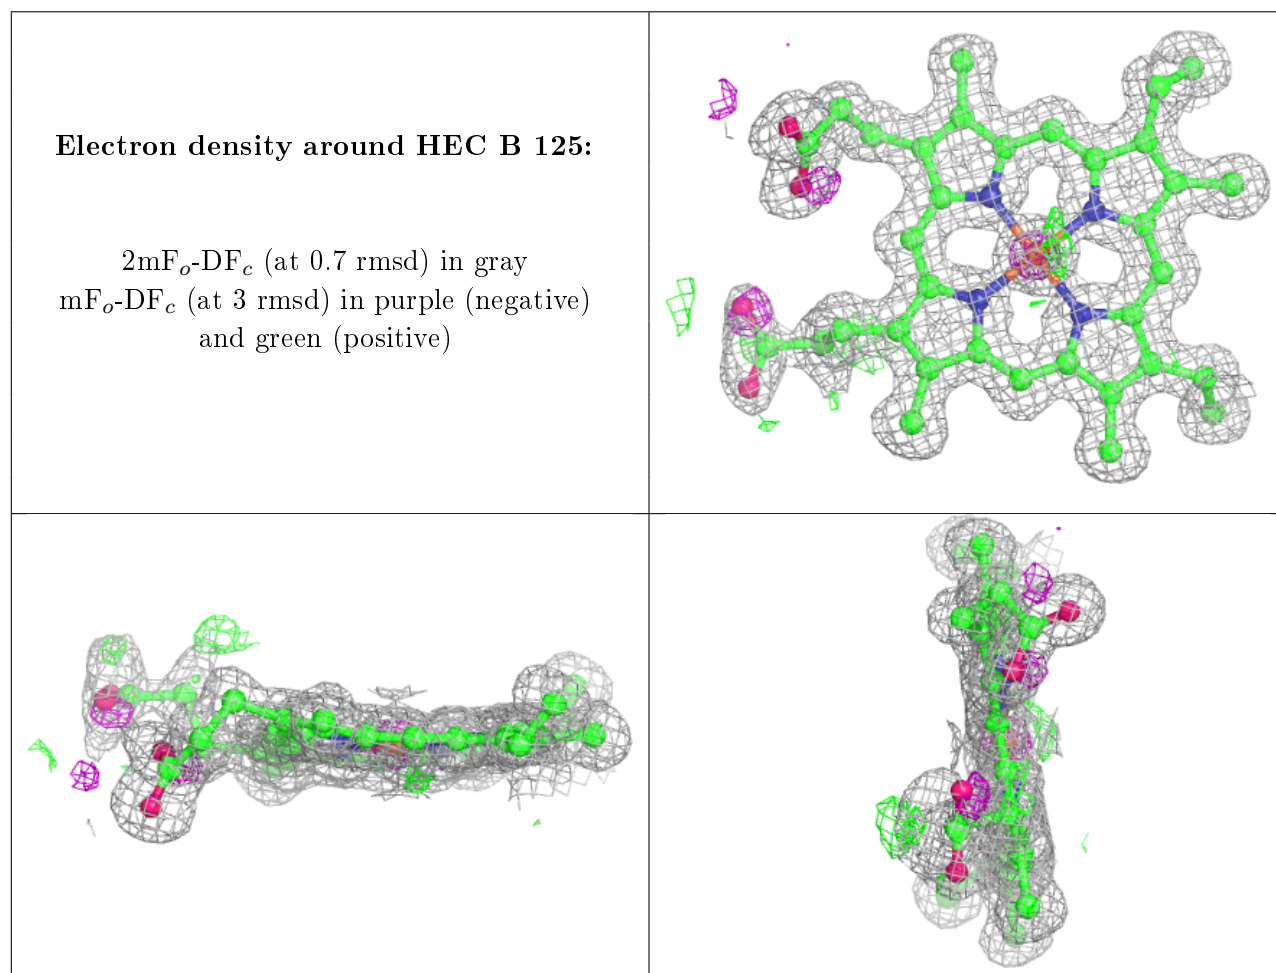 Electron density around HEC B 125:
2mFo-DFc (at 0.7 rmsd) in gray
mFo-DFc (at 3 rmsd) in purple (negative)
and green (positive)